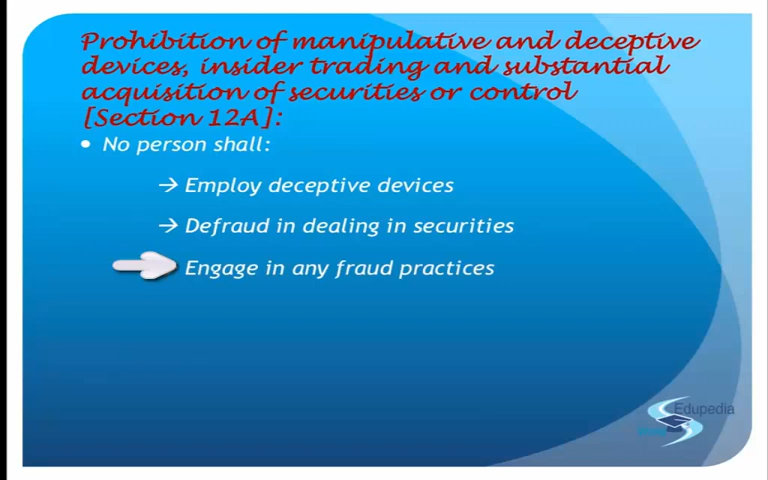 Prohibition of manipulative and deceptive
devices, insider trading and substantial
acquisition of securities or control
[Section 12A]:
• No person shall:
→ Employ deceptive devices
→ Defraud in dealing in securities
Engage in any fraud practices
Edupedia